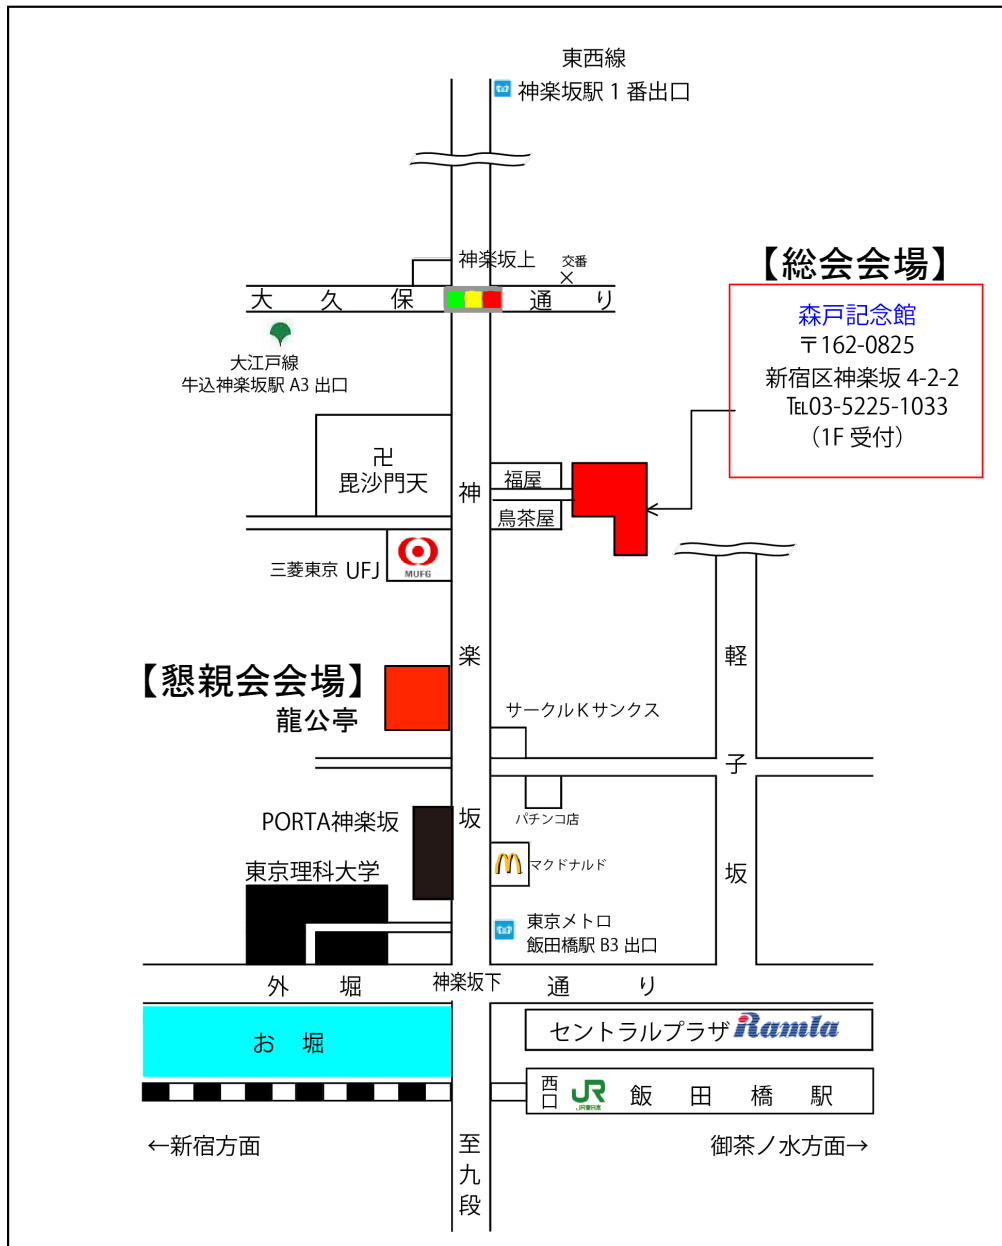 東西線
神楽坂駅 1 番出口
神楽坂上
交番
大久保通り
【総会会場】
森戸記念館
〒162-0825
新宿区神楽坂 4-2-2
℡03-5225-1033
（1F 受付）
大江戸線
牛込神楽坂駅 A3 出口
卍
毘沙門天
福屋
鳥茶屋
三菱東京 UFJ
MUFG
神楽坂
軽子坂
【懇親会会場】
龍公亭
サークルＫサンクス
パチンコ店
PORTA神楽坂
マクドナルド
東京理科大学
東京メトロ
飯田橋駅 B3 出口
外堀通り
神楽坂下
お堀
セントラルプラザ Ramla
西口
JR
JR東日本
飯田橋駅
←新宿方面
御茶ノ水方面→
至九段